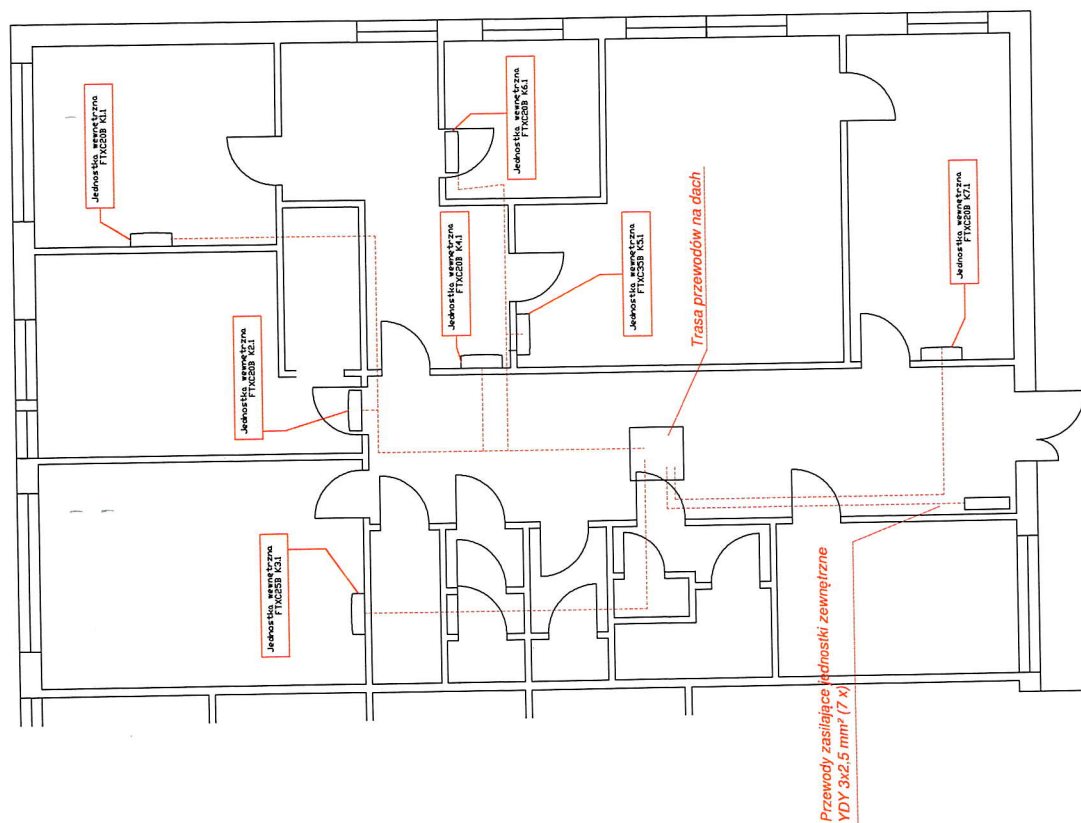 Jednostka wewnętrzna
FTXC20B K1.1
Jednostka wewnętrzna
FTXC20B K6.1
Jednostka wewnętrzna
FTXC20B K2.1
Jednostka wewnętrzna
FTXC20B K4.1
Jednostka wewnętrzna
FTXC35B K5.1
Trasa przewodów na dach
Jednostka wewnętrzna
FTXC20B K7.1
Jednostka wewnętrzna
FTXC25B K3.1
Przewody zasilające jednostki zewnętrzne
YDY 3x2,5 mm² (7 x)